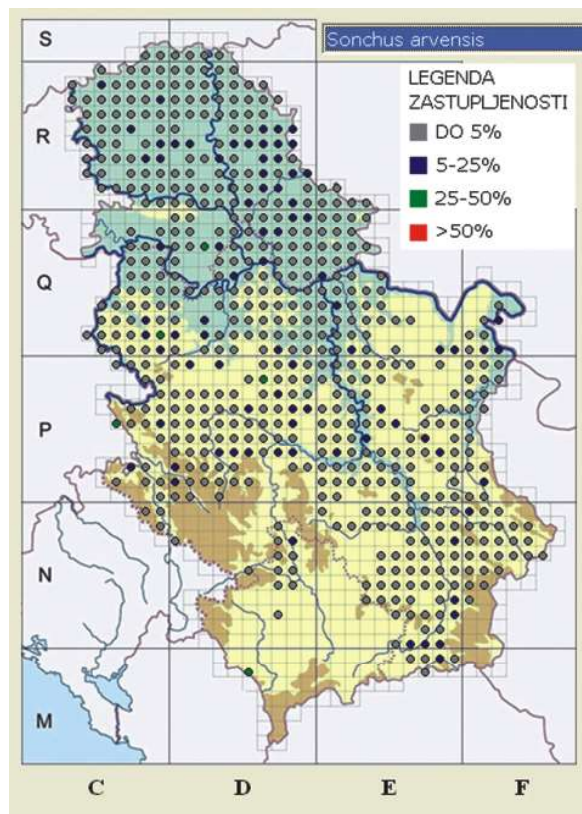 Sonchus arvensis
LEGENDA
ZASTUPLJENOSTI
DO 5%
5-25%
25-50%
>50%
S
R
Q
P
N
M
C D E F